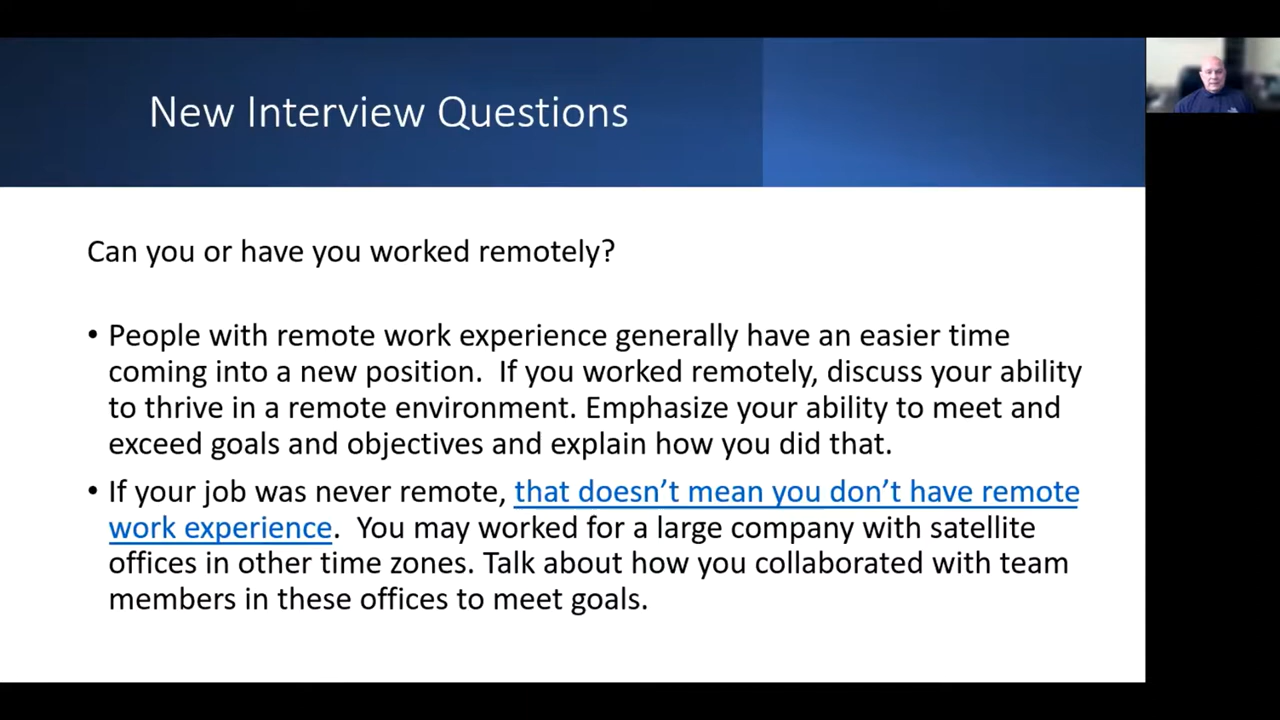 New Interview Questions
Can you or have you worked remotely?
• People with remote work experience generally have an easier time
coming into a new position.  If you worked remotely, discuss your ability
to thrive in a remote environment. Emphasize your ability to meet and
exceed goals and objectives and explain how you did that.
• If your job was never remote, that doesn’t mean you don’t have remote
work experience.  You may worked for a large company with satellite
offices in other time zones. Talk about how you collaborated with team
members in these offices to meet goals.